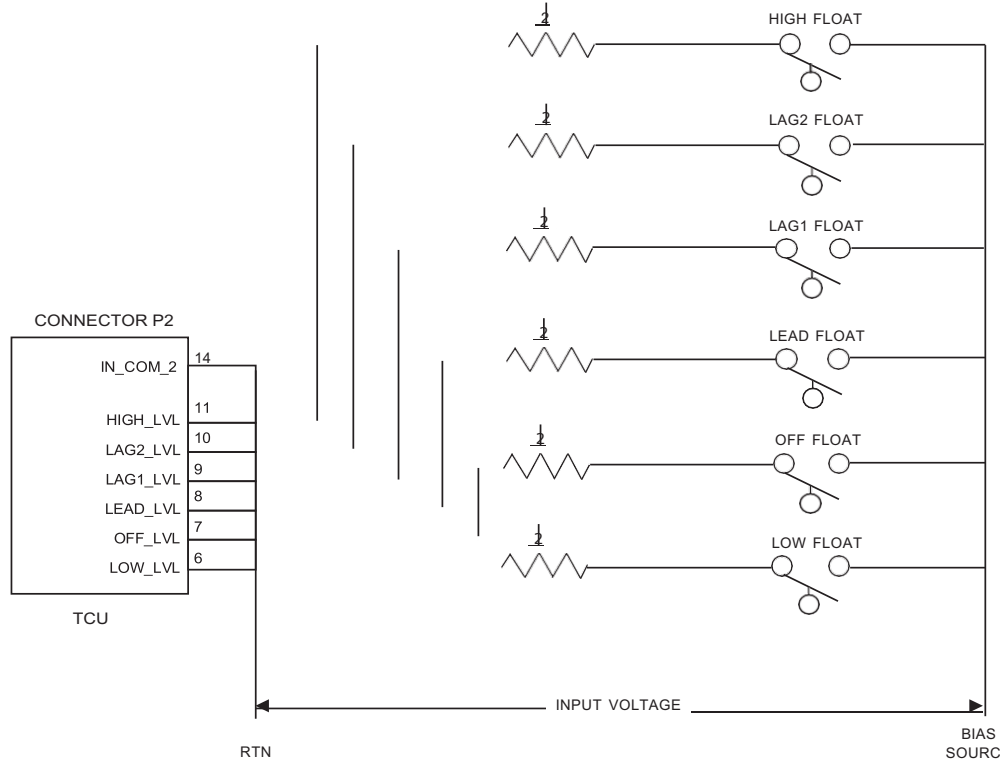 2
HIGH FLOAT
2
LAG2 FLOAT
2
LAG1 FLOAT
CONNECTOR P2
2
LEAD FLOAT
IN_COM_2 14
HIGH_LVL 11
LAG2_LVL 10
LAG1_LVL 9
LEAD_LVL 8
OFF_LVL 7
LOW_LVL 6
2
OFF FLOAT
2
LOW FLOAT
TCU
INPUT VOLTAGE
RTN
BIAS
SOURC